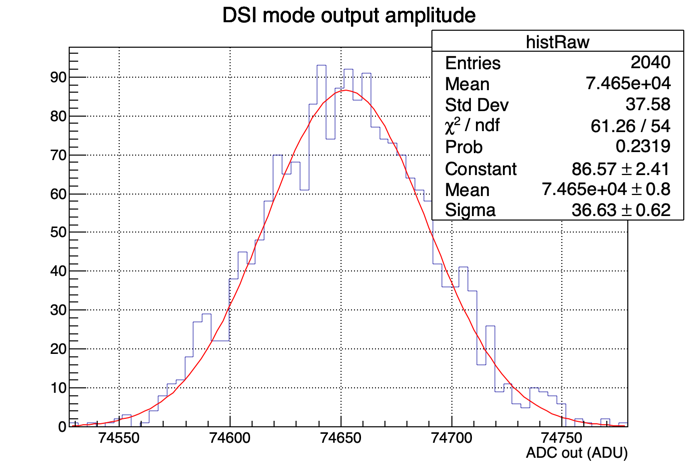 DSI mode output amplitude
histRaw
Entries 2040
Mean 7.465e+04
Std Dev 37.58
χ² / ndf 61.26 / 54
Prob 0.2319
Constant 86.57 ± 2.41
Mean 7.465e+04 ± 0.8
Sigma 36.63 ± 0.62
90
80
70
60
50
40
30
20
10
0
74550 74600 74650 74700 74750
ADC out (ADU)